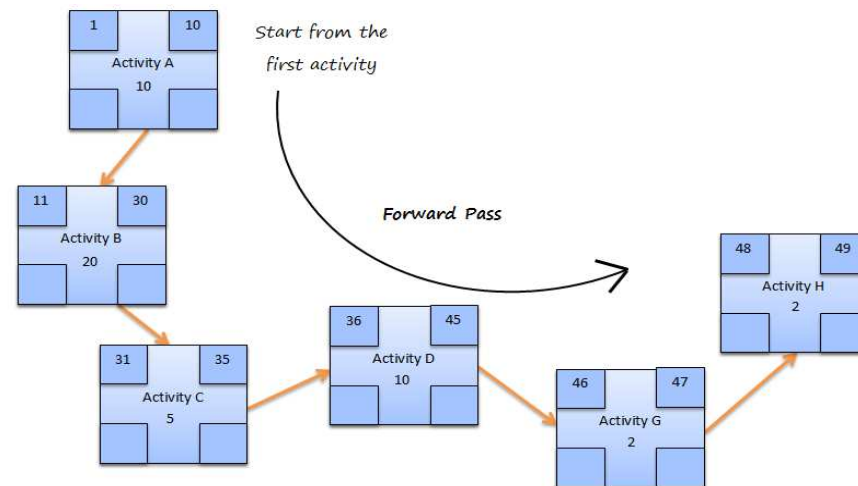 1 10
Activity A
10
Start from the
first activity
11 30
Activity B
20
Forward Pass
31 35
Activity C
5
36 45
Activity D
10
46 47
Activity G
2
48 49
Activity H
2